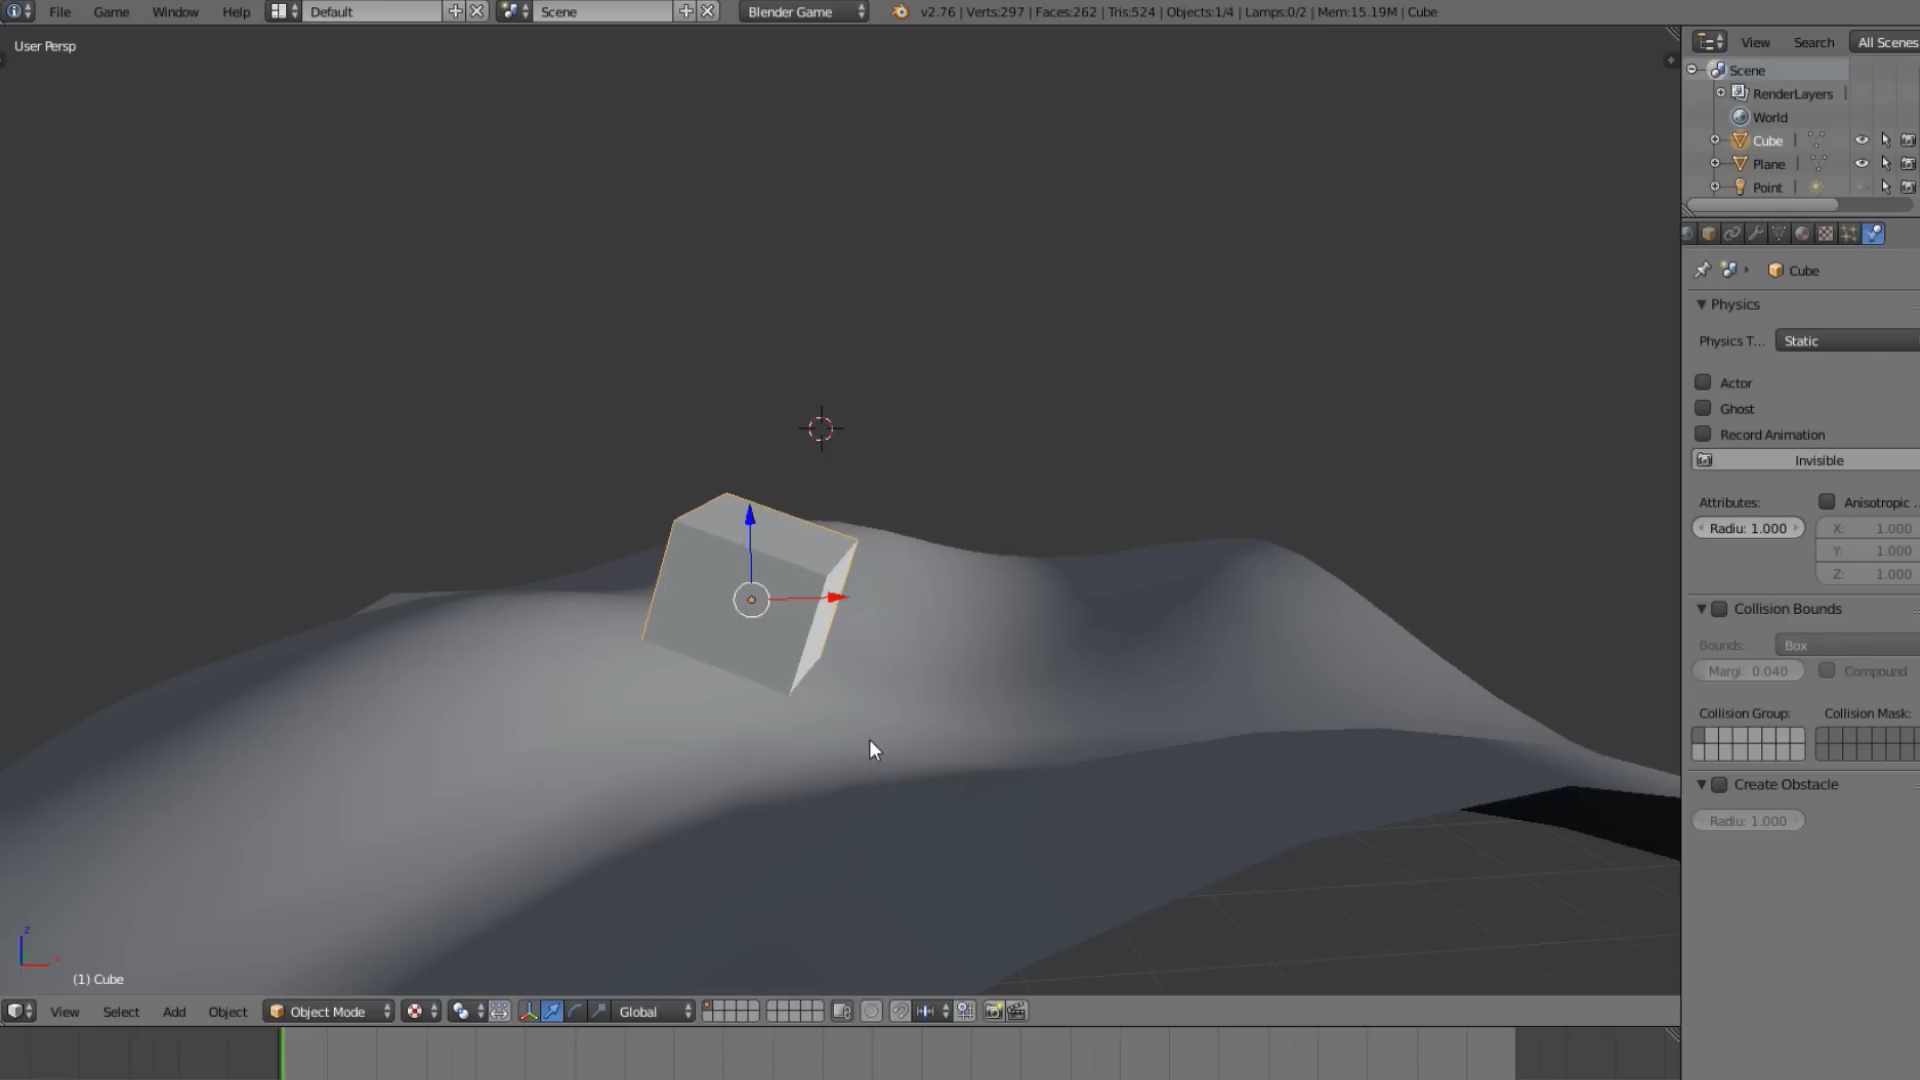 File Game Window Help Default Scene Blender Game v2.76 | Verts:297 | Faces:262 | Tris:524 | Objects:1/4 | Lamps:0/2 | Mem:15.19M | Cube
User Persp
View Search All Scenes
Scene
RenderLayers
World
Cube
Plane
Point
Cube
Physics
Physics T... Static
Actor
Ghost
Record Animation
Invisible
Attributes: Anisotropic ..
Radiu: 1.000 X: 1.000
Y: 1.000
Z: 1.000
Collision Bounds
Bounds: Box
Margi: 0.040 Compound
Collision Group: Collision Mask:
Create Obstacle
Radiu: 1.000
z
x
(1) Cube
View Select Add Object Object Mode Global